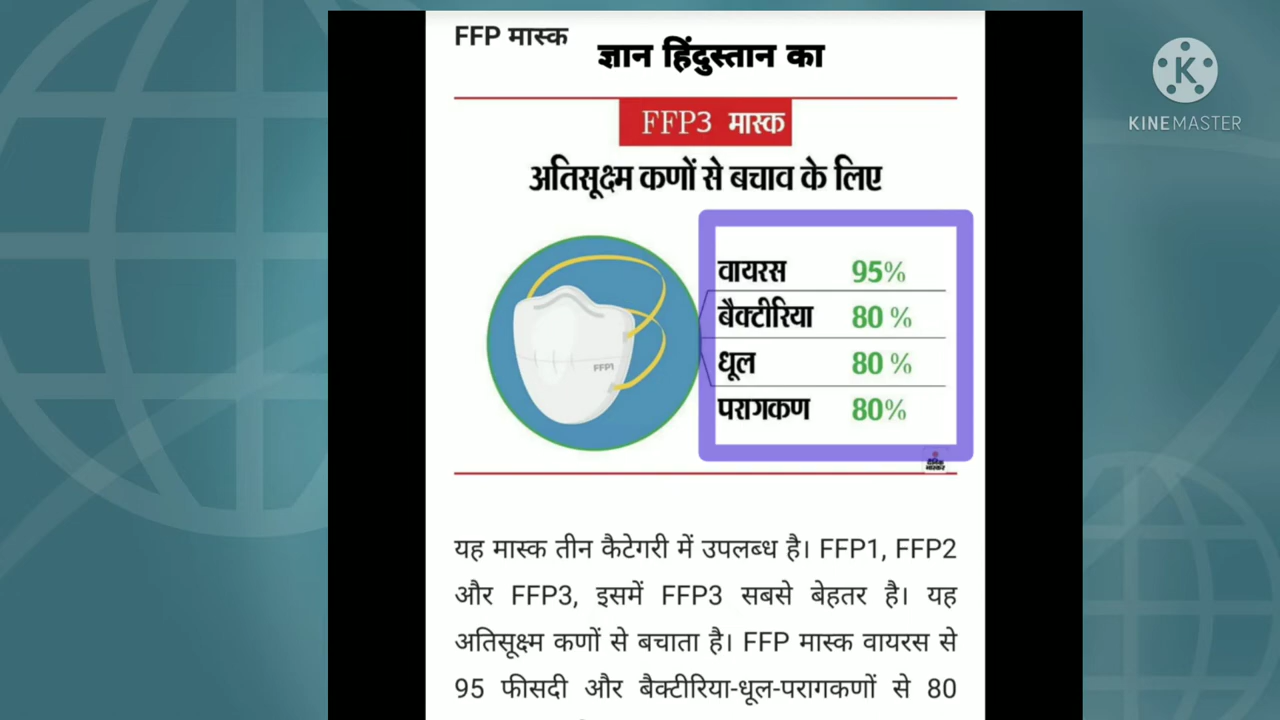 FFP मास्क
ज्ञान हिंदुस्तान का
K
KINEMASTER
FFP3 मास्क
अतिसूक्ष्म कणों से बचाव के लिए
वायरस 95%
बैक्टीरिया 80 %
धूल 80 %
परागकण 80%
FFP1
दैनिक
भास्कर
यह मास्क तीन कैटेगरी में उपलब्ध है। FFP1, FFP2
और FFP3, इसमें FFP3 सबसे बेहतर है। यह
अतिसूक्ष्म कणों से बचाता है। FFP मास्क वायरस से
95 फीसदी और बैक्टीरिया-धूल-परागकणों से 80